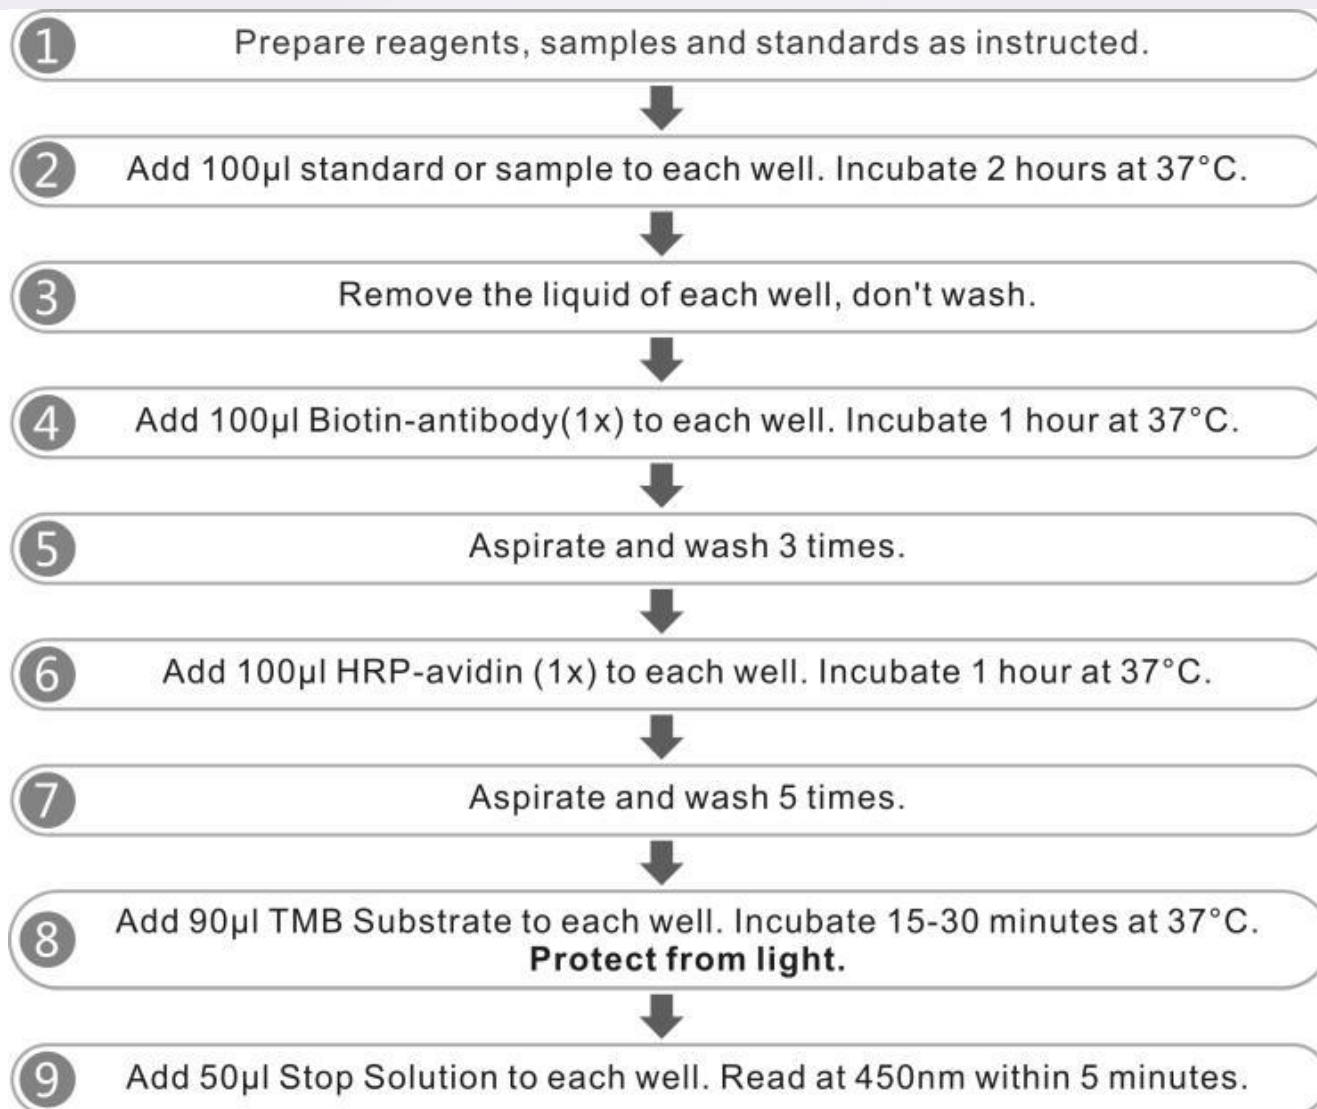 1 Prepare reagents, samples and standards as instructed.
2 Add 100µl standard or sample to each well. Incubate 2 hours at 37°C.
3 Remove the liquid of each well, don't wash.
4 Add 100µl Biotin-antibody(1x) to each well. Incubate 1 hour at 37°C.
5 Aspirate and wash 3 times.
6 Add 100µl HRP-avidin (1x) to each well. Incubate 1 hour at 37°C.
7 Aspirate and wash 5 times.
8 Add 90µl TMB Substrate to each well. Incubate 15-30 minutes at 37°C.
Protect from light.
9 Add 50µl Stop Solution to each well. Read at 450nm within 5 minutes.